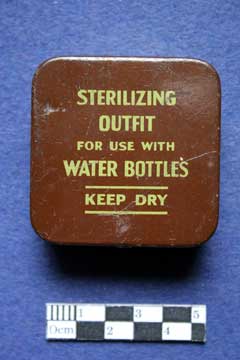 STERILIZING
OUTFIT
FOR USE WITH
WATER BOTTLES
KEEP DRY
1 3 5
0cm 2 4